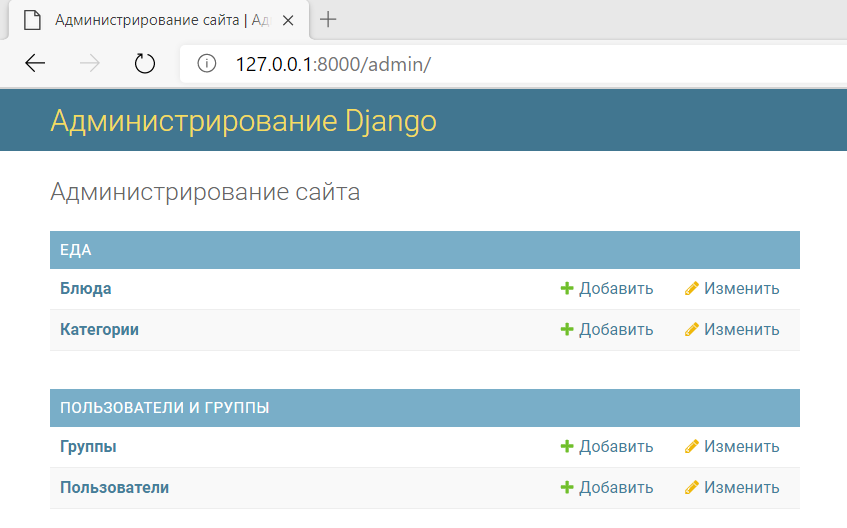 Администрирование сайта | Ад
127.0.0.1:8000/admin/
Администрирование Django
Администрирование сайта
ЕДА
Блюда Добавить Изменить
Категории Добавить Изменить
ПОЛЬЗОВАТЕЛИ И ГРУППЫ
Группы Добавить Изменить
Пользователи Добавить Изменить